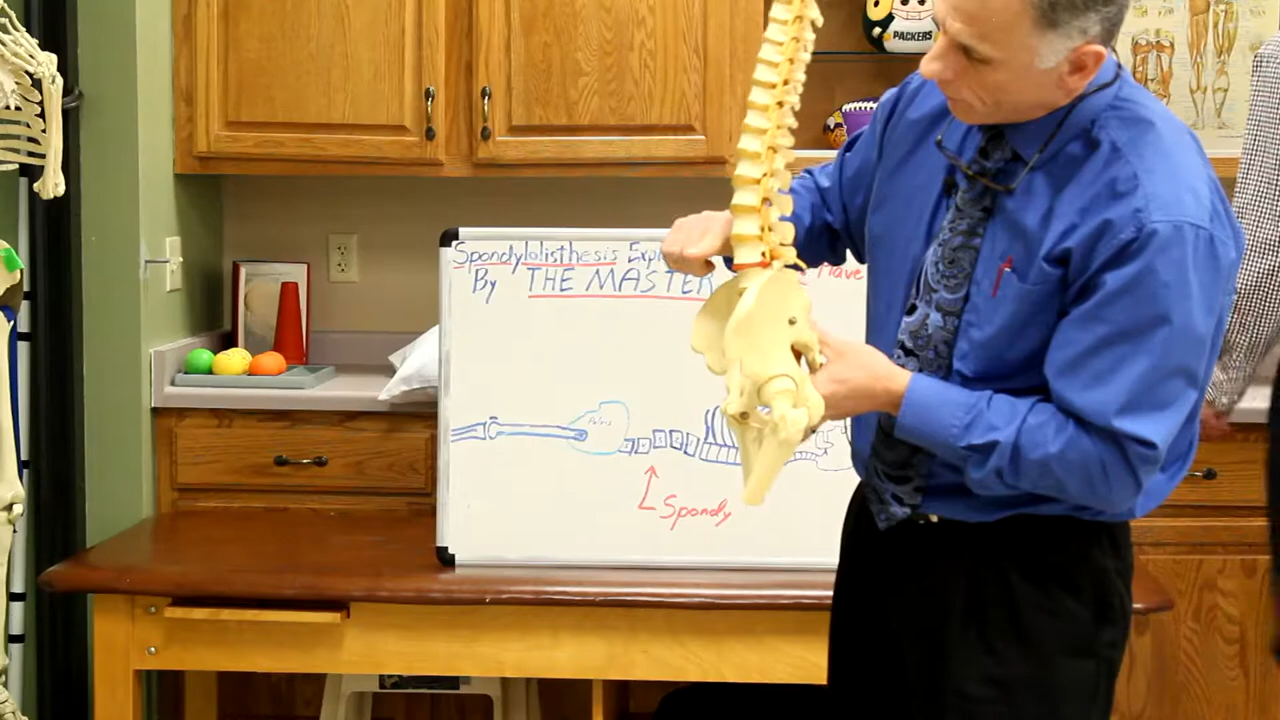 PACKERS
Spondylolisthesis Exp
By THE MASTER Have
Pelvis
Spondy